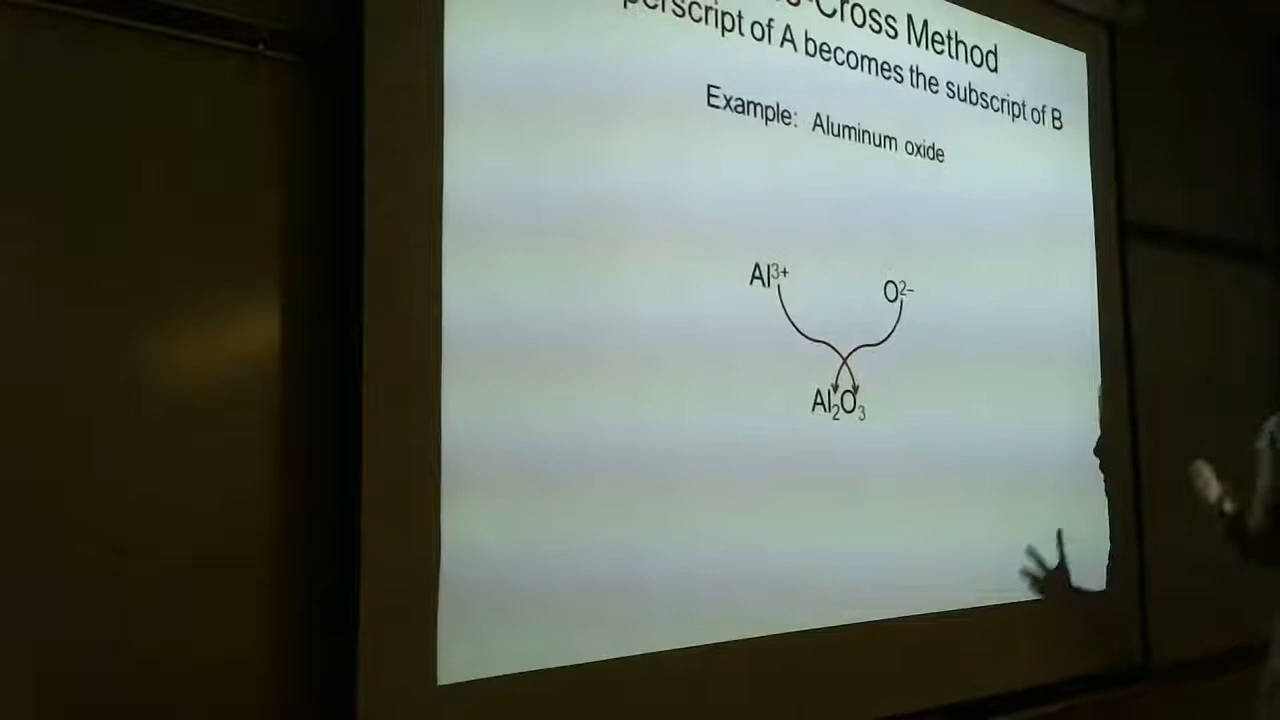 Cross Method
of A becomes the subscript of B
Example: Aluminum oxide
Al³⁺ O²⁻
Al₂O₃